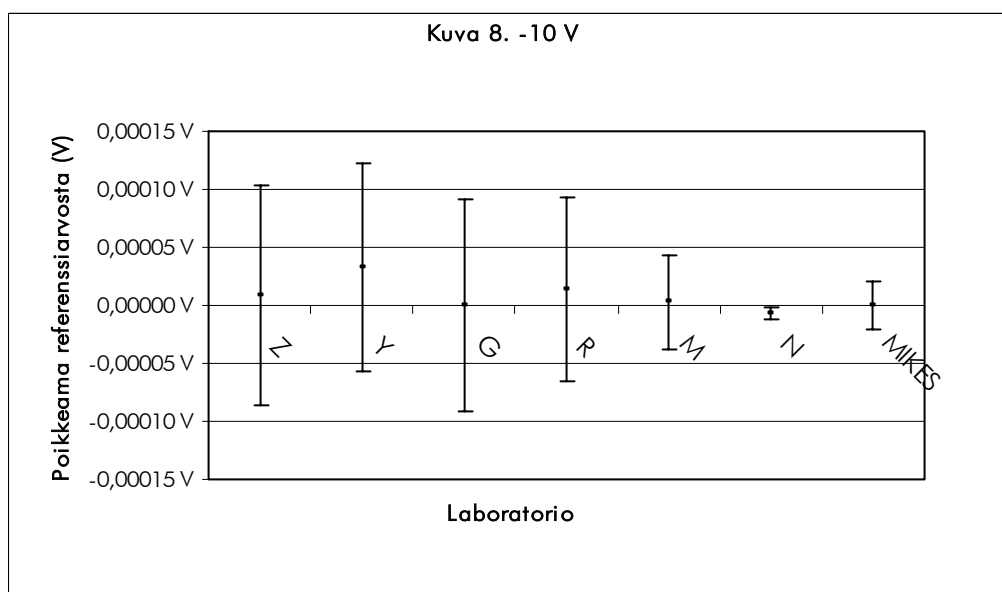 Kuva 8. -10 V
Poikkeama referenssiarvosta (V)
0,00015 V
0,00010 V
0,00005 V
0,00000 V
-0,00005 V
-0,00010 V
-0,00015 V
Z Y G R M N MIKES
Laboratorio